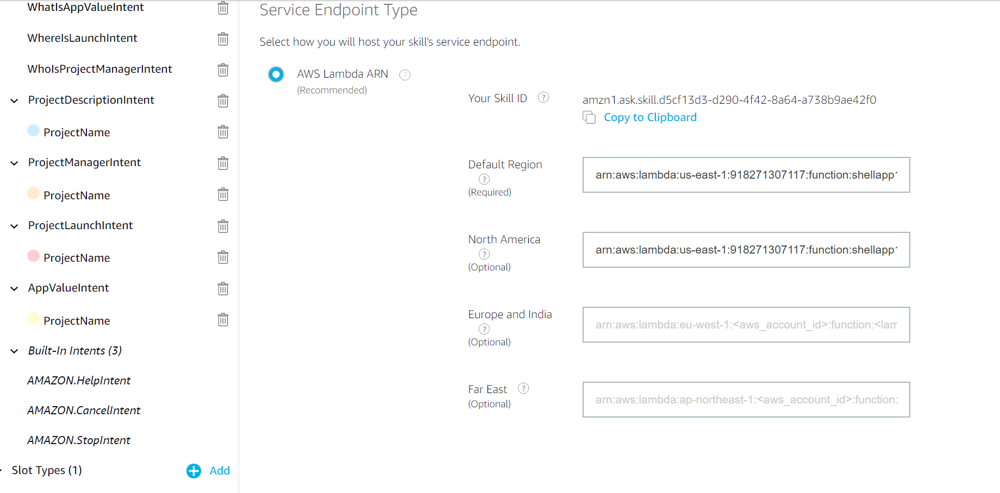 WhatIsAppValueIntent
WhereIsLaunchIntent
WhoIsProjectManagerIntent
ProjectDescriptionIntent
ProjectName
ProjectManagerIntent
ProjectName
ProjectLaunchIntent
ProjectName
AppValueIntent
ProjectName
Built-In Intents (3)
AMAZON.HelpIntent
AMAZON.CancelIntent
AMAZON.StopIntent
Slot Types (1)
Add
Service Endpoint Type
Select how you will host your skill's service endpoint.
AWS Lambda ARN
(Recommended)
Your Skill ID
amzn1.ask.skill.d5cf13d3-d290-4f42-8a64-a738b9ae42f0
Copy to Clipboard
Default Region
(Required)
arn:aws:lambda:us-east-1:918271307117:function:shellapp
North America
(Optional)
arn:aws:lambda:us-east-1:918271307117:function:shellapp
Europe and India
(Optional)
arn:aws:lambda:eu-west-1:<aws_account_id>:function:<lam
Far East
(Optional)
arn:aws:lambda:ap-northeast-1:<aws_account_id>:function: